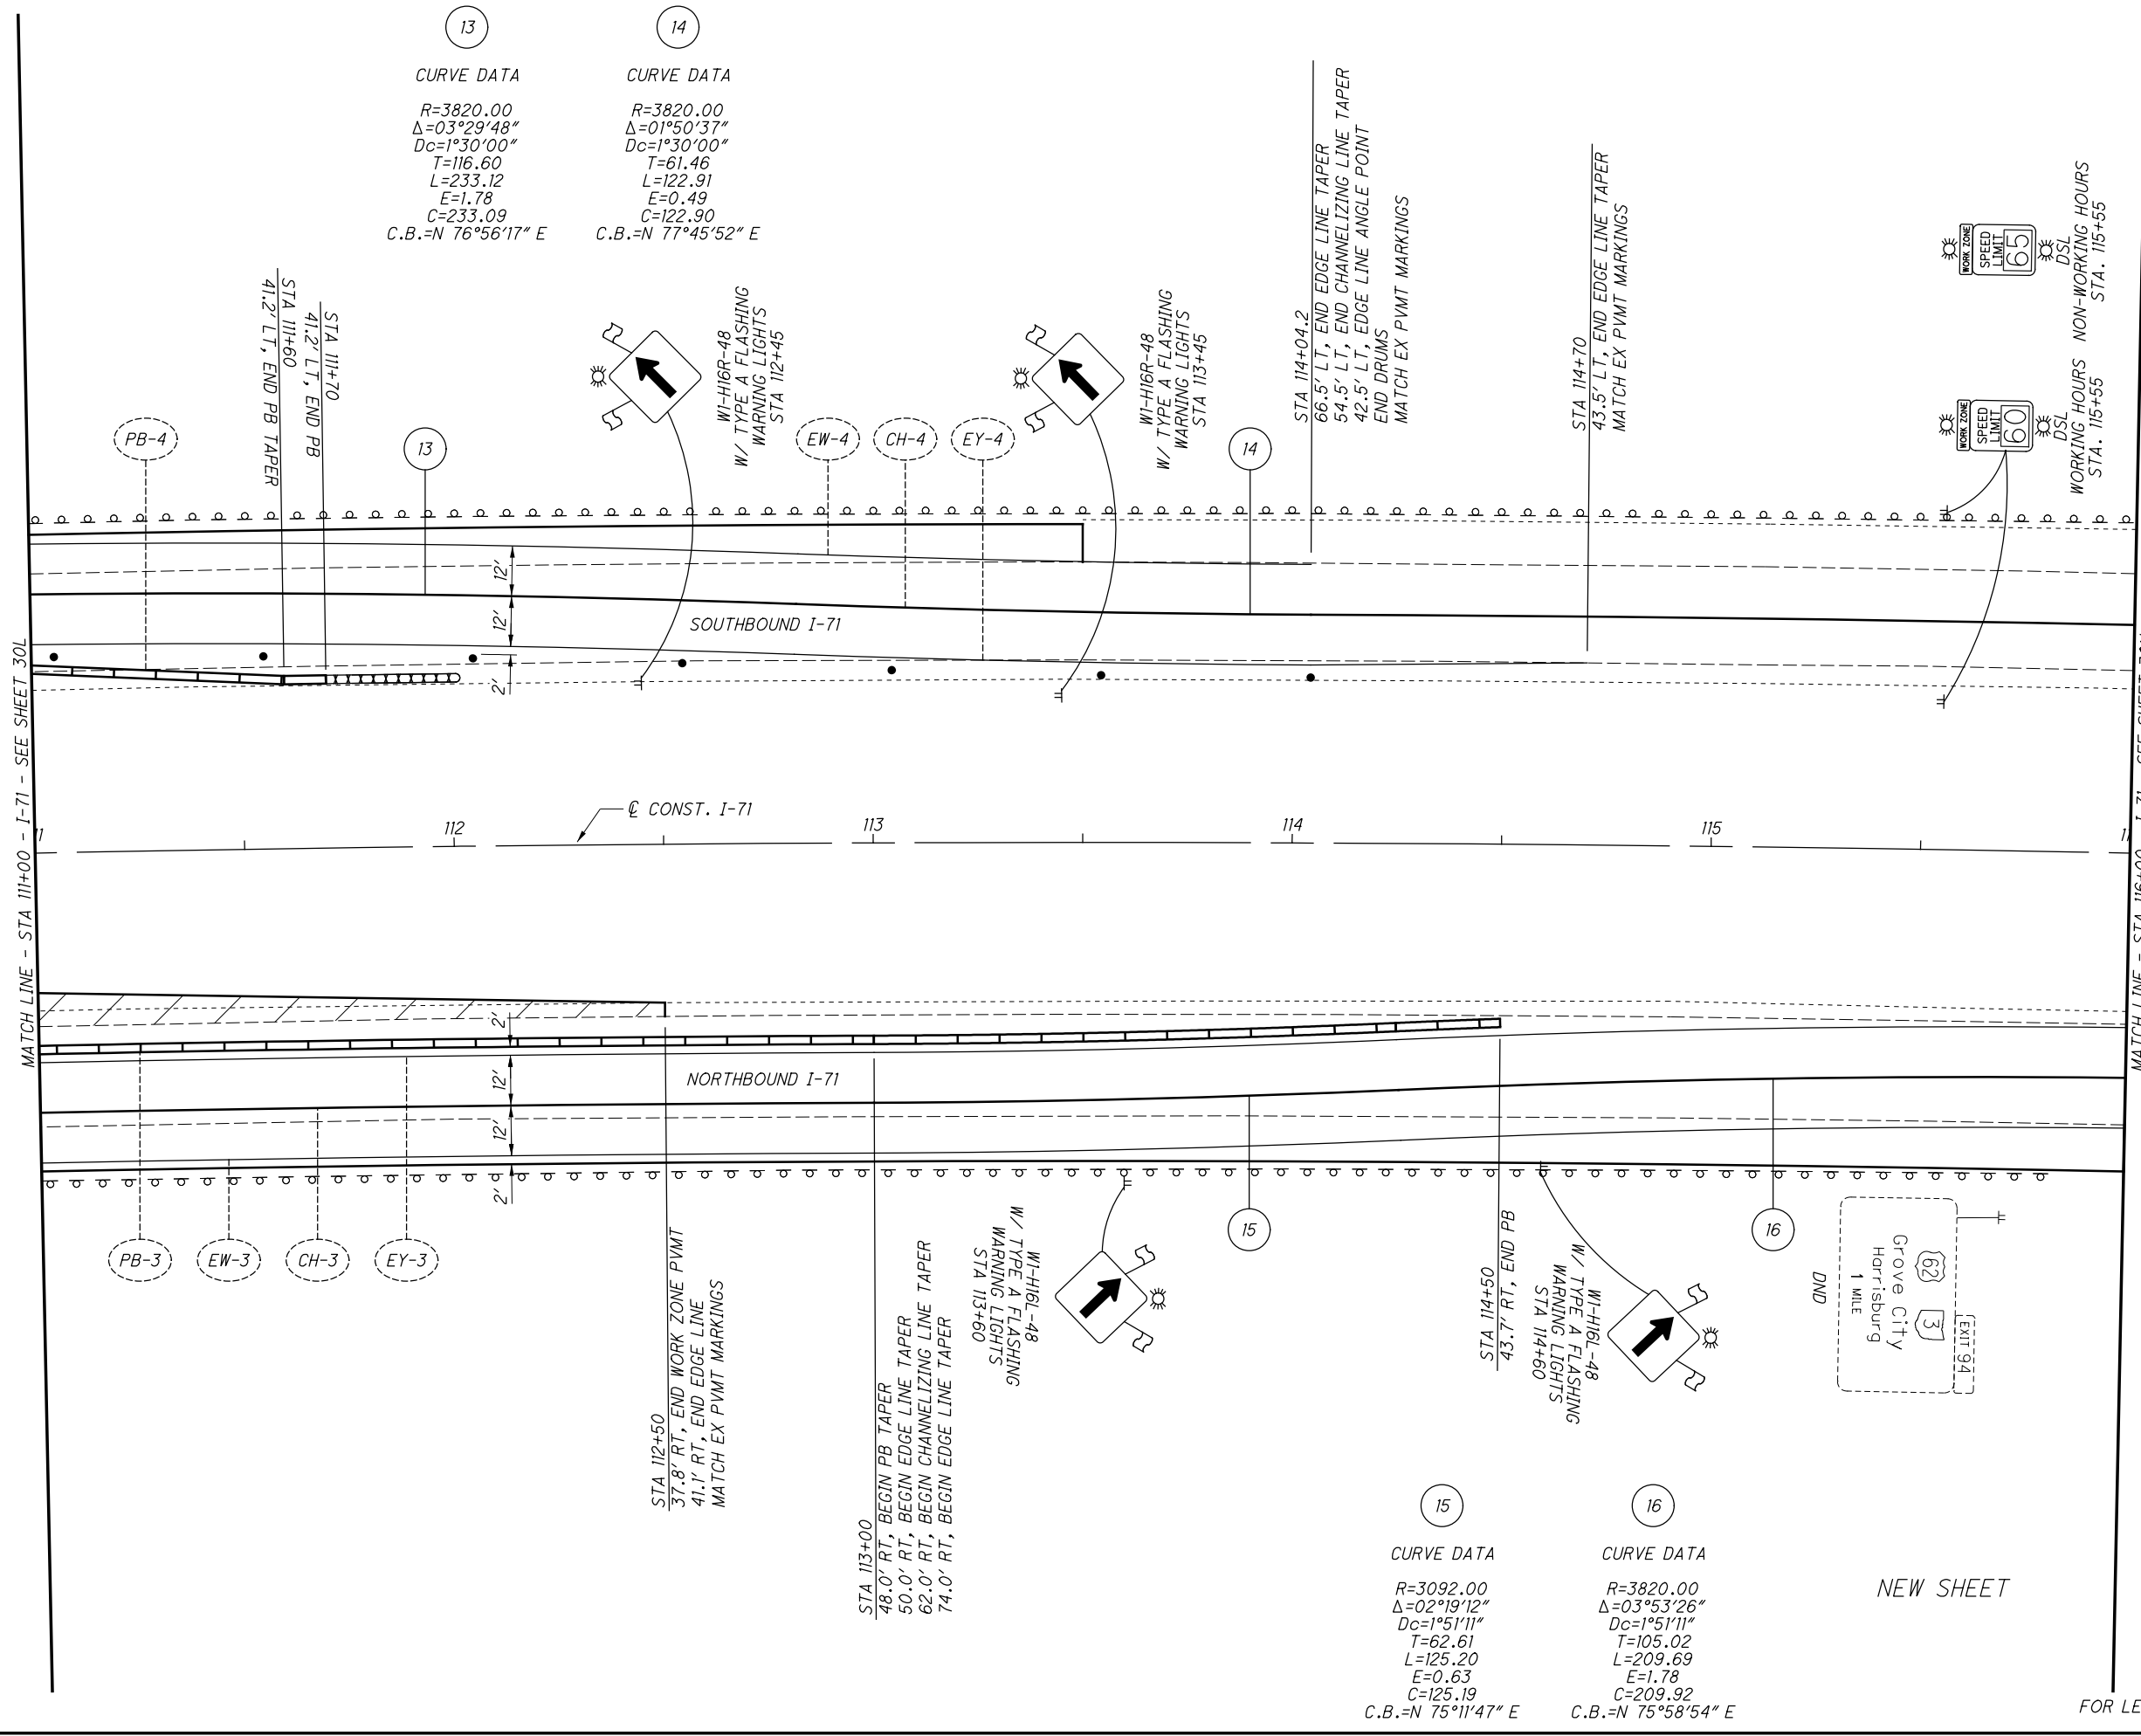 13
CURVE DATA
R=3820.00
Δ=03°29'48"
Dc=1°30'00"
T=116.60
L=233.12
E=1.78
C=233.09
C.B.=N 76°56'17" E
14
CURVE DATA
R=3820.00
Δ=01°50'37"
Dc=1°30'00"
T=61.46
L=122.91
E=0.49
C=122.90
C.B.=N 77°45'52" E
STA 111+60
41.2' LT, END PB TAPER
STA 111+70
41.2' LT, END PB
W1-H16R-48
W/ TYPE A FLASHING
WARNING LIGHTS
STA 112+45
W1-H16R-48
W/ TYPE A FLASHING
WARNING LIGHTS
STA 113+45
STA 114+04.2
66.5' LT, END EDGE LINE TAPER
54.5' LT, END CHANNELIZING LINE TAPER
42.5' LT, EDGE LINE ANGLE POINT
END DRUMS
MATCH EX PVMT MARKINGS
STA 114+70
43.5' LT, END EDGE LINE TAPER
MATCH EX PVMT MARKINGS
WORK ZONE
SPEED
LIMIT
65
DSL
NON-WORKING HOURS
STA. 115+55
WORK ZONE
SPEED
LIMIT
60
DSL
WORKING HOURS
STA. 115+55
PB-4
13
EW-4
CH-4
EY-4
14
12'
12'
2'
SOUTHBOUND I-71
MATCH LINE - STA 111+00 - I-71 - SEE SHEET 30L
℄ CONST. I-71
112
113
114
115
MATCH LINE - STA 116+00
2'
12'
12'
2'
NORTHBOUND I-71
PB-3
EW-3
CH-3
EY-3
15
16
STA 112+50
37.8' RT, END WORK ZONE PVMT
41.1' RT, END EDGE LINE
MATCH EX PVMT MARKINGS
STA 113+00
48.0' RT, BEGIN PB TAPER
50.0' RT, BEGIN EDGE LINE TAPER
62.0' RT, BEGIN CHANNELIZING LINE TAPER
74.0' RT, BEGIN EDGE LINE TAPER
W1-H16L-48
W/ TYPE A FLASHING
WARNING LIGHTS
STA 113+60
STA 114+50
43.7' RT, END PB
W1-H16L-48
W/ TYPE A FLASHING
WARNING LIGHTS
STA 114+60
EXIT 94
62 3
Grove City
Harrisburg
1 MILE
DND
15
CURVE DATA
R=3092.00
Δ=02°19'12"
Dc=1°51'11"
T=62.61
L=125.20
E=0.63
C=125.19
C.B.=N 75°11'47" E
16
CURVE DATA
R=3820.00
Δ=03°53'26"
Dc=1°51'11"
T=105.02
L=209.69
E=1.78
C=209.92
C.B.=N 75°58'54" E
NEW SHEET
FOR LE